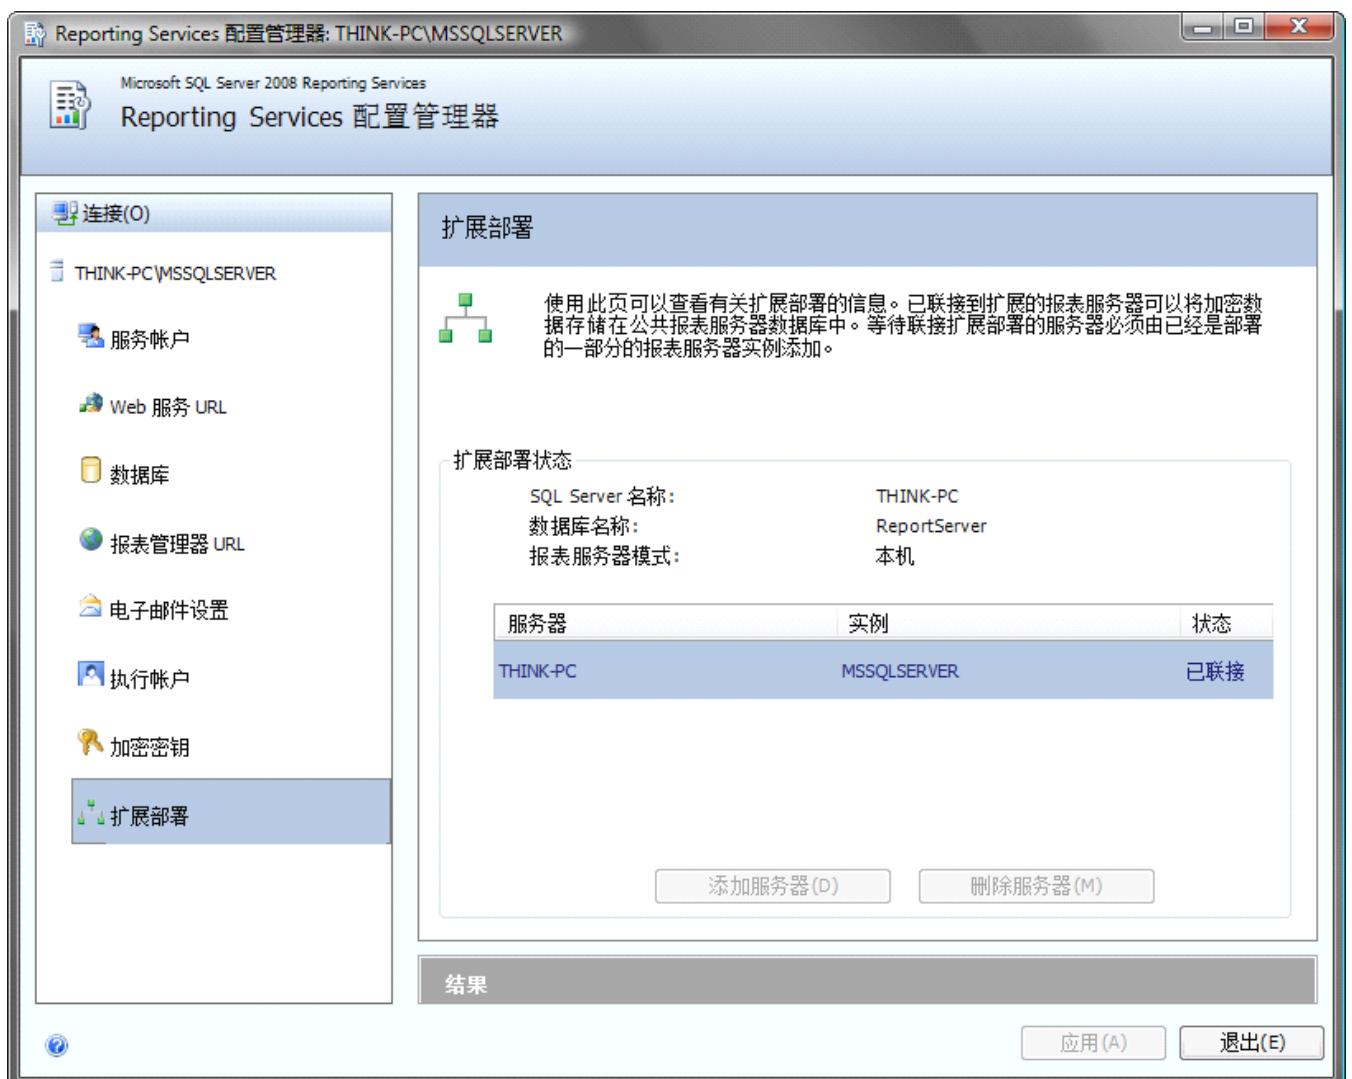 Reporting Services 配置管理器: THINK-PC\MSSQLSERVER
Microsoft SQL Server 2008 Reporting Services
Reporting Services 配置管理器
连接(O)
THINK-PC\MSSQLSERVER
服务帐户
Web 服务 URL
数据库
报表管理器 URL
电子邮件设置
执行帐户
加密密钥
扩展部署
扩展部署
使用此页可以查看有关扩展部署的信息。已联接到扩展的报表服务器可以将加密数
据存储在公共报表服务器数据库中。等待联接扩展部署的服务器必须由已经是部署
的一部分的报表服务器实例添加。
扩展部署状态
SQL Server 名称: THINK-PC
数据库名称: ReportServer
报表服务器模式: 本机
服务器 实例 状态
THINK-PC MSSQLSERVER 已联接
添加服务器(D) 删除服务器(M)
结果
应用(A) 退出(E)